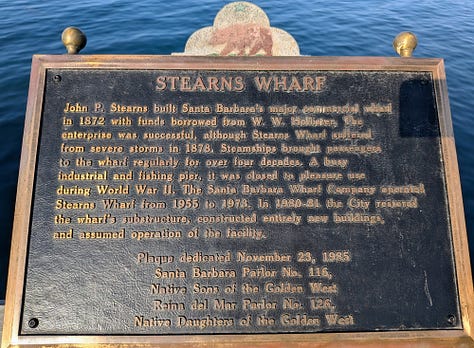 STEARNS WHARF
John P. Stearns built Santa Barbara's major commercial wharf
in 1872 with funds borrowed from W. W. Hollister. The
enterprise was successful, although Stearns Wharf suffered
from severe storms in 1878. Steamships brought passengers
to the wharf regularly for over four decades. A busy
industrial and fishing pier, it was closed to pleasure use
during World War II. The Santa Barbara Wharf Company operated
Stearns Wharf from 1955 to 1973. In 1980-81 the City restored
the wharf's substructure, constructed entirely new buildings,
and assumed operation of the facility.
Plaque dedicated November 23, 1985
Santa Barbara Parlor No. 116,
Native Sons of the Golden West
Reina del Mar Parlor No. 126,
Native Daughters of the Golden West